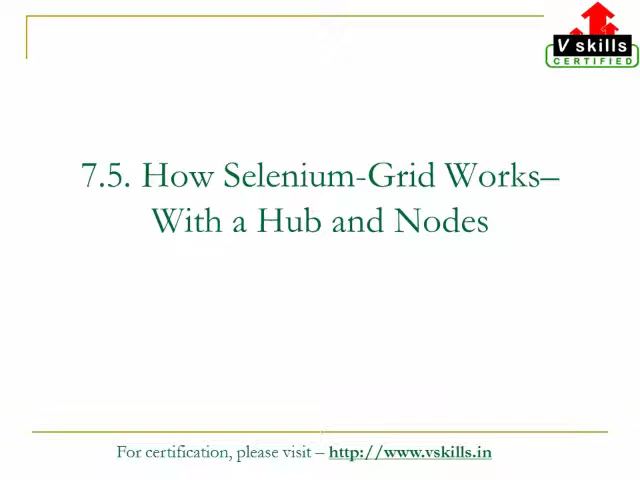 V skills
CERTIFIED
7.5. How Selenium-Grid Works–
With a Hub and Nodes
For certification, please visit – http://www.vskills.in